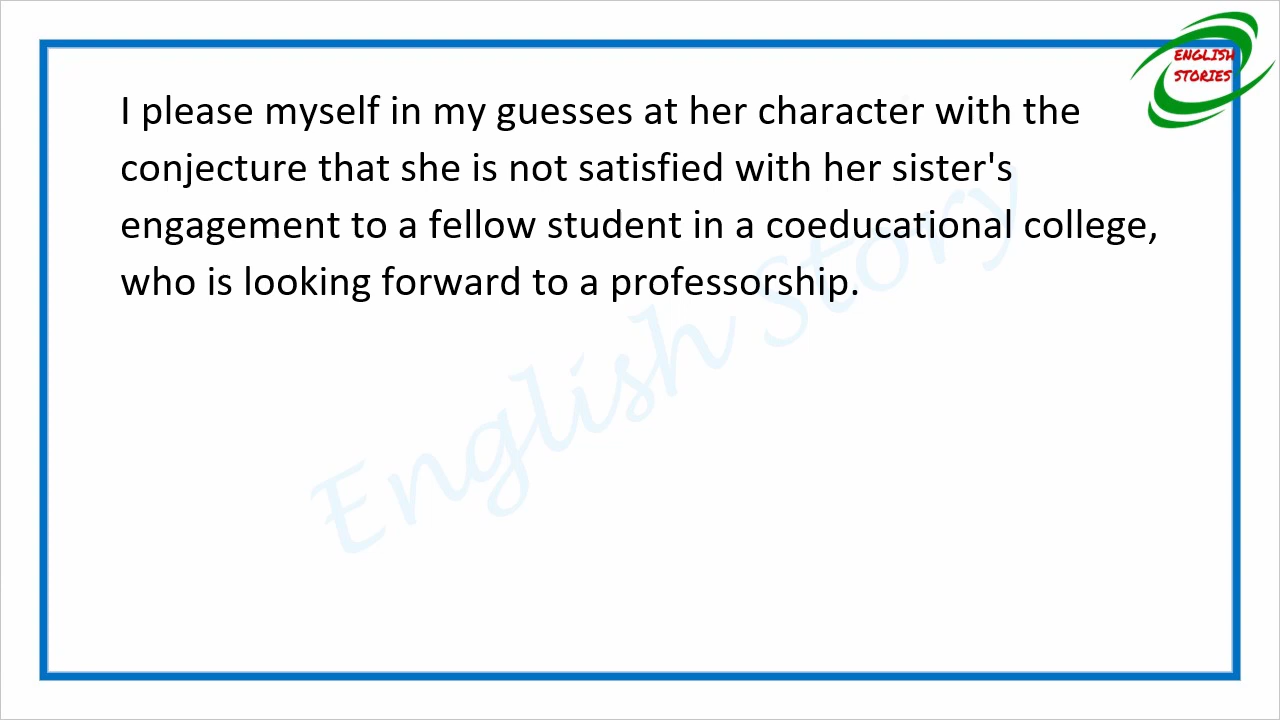 ENGLISH
STORIES
I please myself in my guesses at her character with the
conjecture that she is not satisfied with her sister's
engagement to a fellow student in a coeducational college,
who is looking forward to a professorship.
English Story